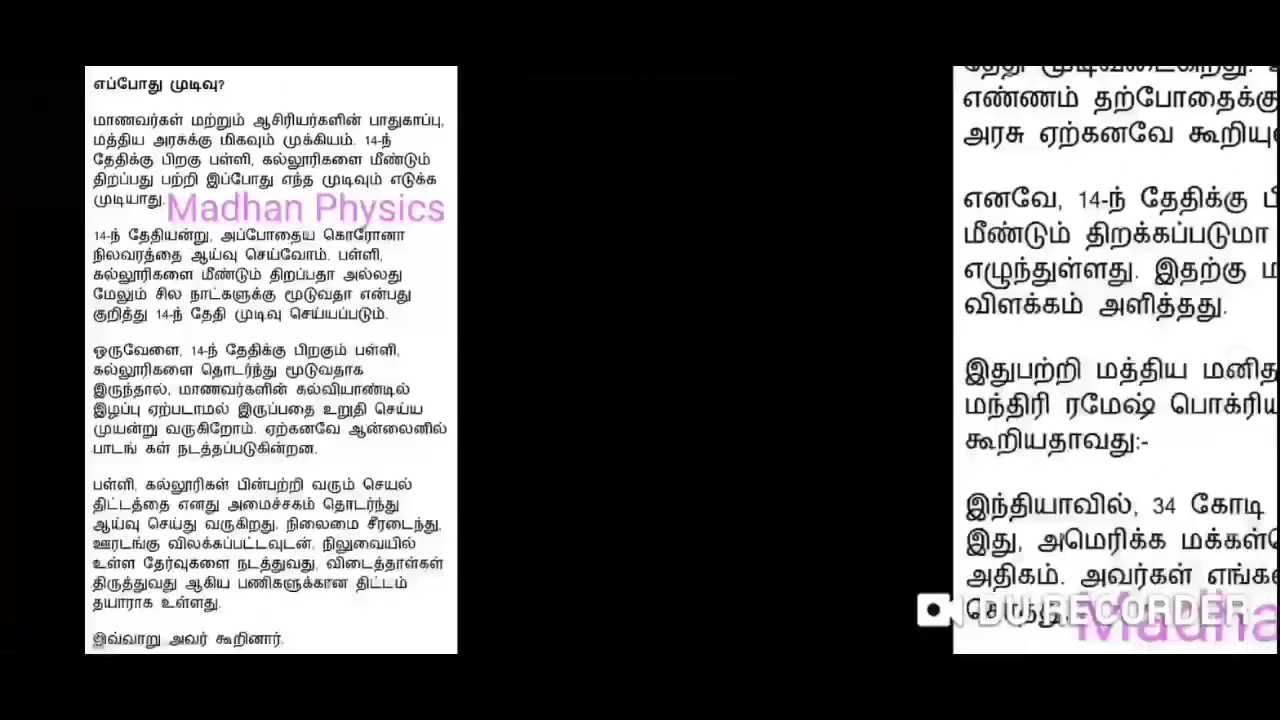 எப்போது முடிவு?
மாணவர்கள் மற்றும் ஆசிரியர்களின் பாதுகாப்பு,
மத்திய அரசுக்கு மிகவும் முக்கியம். 14-ந்
தேதிக்கு பிறகு பள்ளி, கல்லூரிகளை மீண்டும்
திறப்பது பற்றி இப்போது எந்த முடிவும் எடுக்க
முடியாது.
Madhan Physics
14-ந் தேதியன்று, அப்போதைய கொரோனா
நிலவரத்தை ஆய்வு செய்வோம். பள்ளி,
கல்லூரிகளை மீண்டும் திறப்பதா அல்லது
மேலும் சில நாட்களுக்கு மூடுவதா என்பது
குறித்து 14-ந் தேதி முடிவு செய்யப்படும்.
ஒருவேளை, 14-ந் தேதிக்கு பிறகும் பள்ளி,
கல்லூரிகளை தொடர்ந்து மூடுவதாக
இருந்தால், மாணவர்களின் கல்வியாண்டில்
இழப்பு ஏற்படாமல் இருப்பதை உறுதி செய்ய
முயன்று வருகிறோம். ஏற்கனவே ஆன்லைனில்
பாடங் கள் நடத்தப்படுகின்றன.
பள்ளி, கல்லூரிகள் பின்பற்றி வரும் செயல்
திட்டத்தை எனது அமைச்சகம் தொடர்ந்து
ஆய்வு செய்து வருகிறது. நிலைமை சீரடைந்து,
ஊரடங்கு விலக்கப்பட்டவுடன், நிலுவையில்
உள்ள தேர்வுகளை நடத்துவது, விடைத்தாள்கள்
திருத்துவது ஆகிய பணிகளுக்கான திட்டம்
தயாராக உள்ளது.
இவ்வாறு அவர் கூறினார்.
எண்ணம் தற்போதைக்கு
அரசு ஏற்கனவே
எனவே, 14-ந் தேதிக்கு
மீண்டும் திறக்கப்படுமா
எழுந்துள்ளது. இதற்கு
விளக்கம் அளித்தது.
இதுபற்றி மத்திய மனித
மந்திரி ரமேஷ்
கூறியதாவது:-
இந்தியாவில், 34 கோடி
இது, அமெரிக்க
அதிகம். அவர்கள்
DU RECORDER